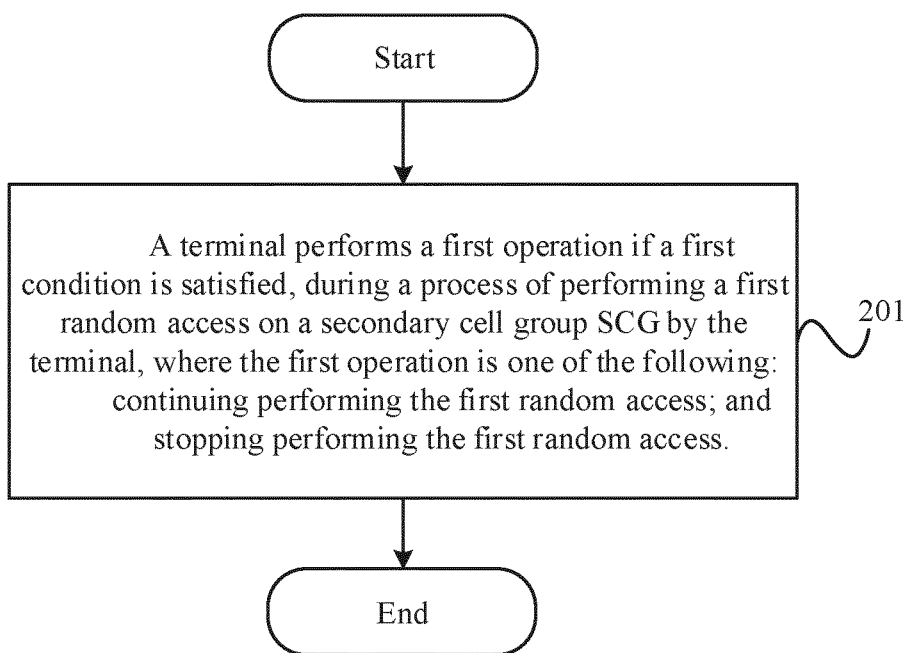 Start
A terminal performs a first operation if a first
condition is satisfied, during a process of performing a first
random access on a secondary cell group SCG by the
terminal, where the first operation is one of the following:
continuing performing the first random access; and
stopping performing the first random access.
201
End